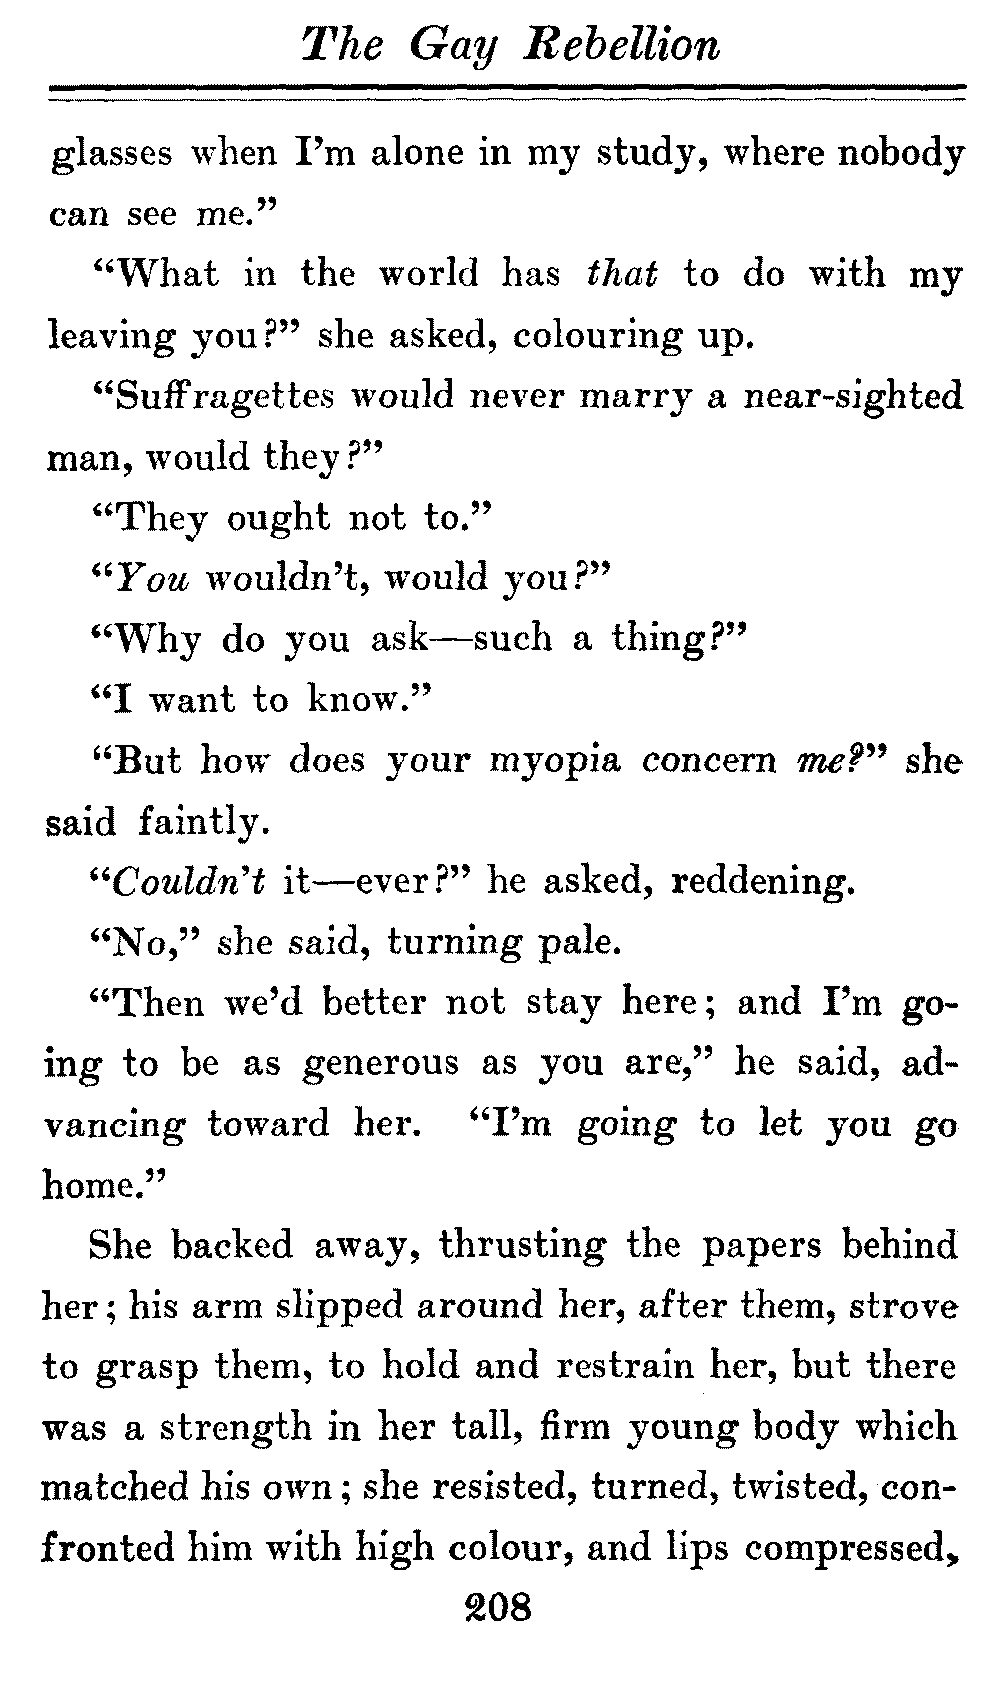 The Gay Rebellion
glasses when I’m alone in my study, where nobody
can see me.”
“What in the world has that to do with my
leaving you?” she asked, colouring up.
“Suffragettes would never marry a near-sighted
man, would they?”
“They ought not to.”
“You wouldn’t, would you?”
“Why do you ask—such a thing?”
“I want to know.”
“But how does your myopia concern me?” she
said faintly.
“Couldn’t it—ever?” he asked, reddening.
“No,” she said, turning pale.
“Then we’d better not stay here; and I’m go-
ing to be as generous as you are,” he said, ad-
vancing toward her. “I’m going to let you go
home.”
She backed away, thrusting the papers behind
her; his arm slipped around her, after them, strove
to grasp them, to hold and restrain her, but there
was a strength in her tall, firm young body which
matched his own; she resisted, turned, twisted, con-
fronted him with high colour, and lips compressed,
208